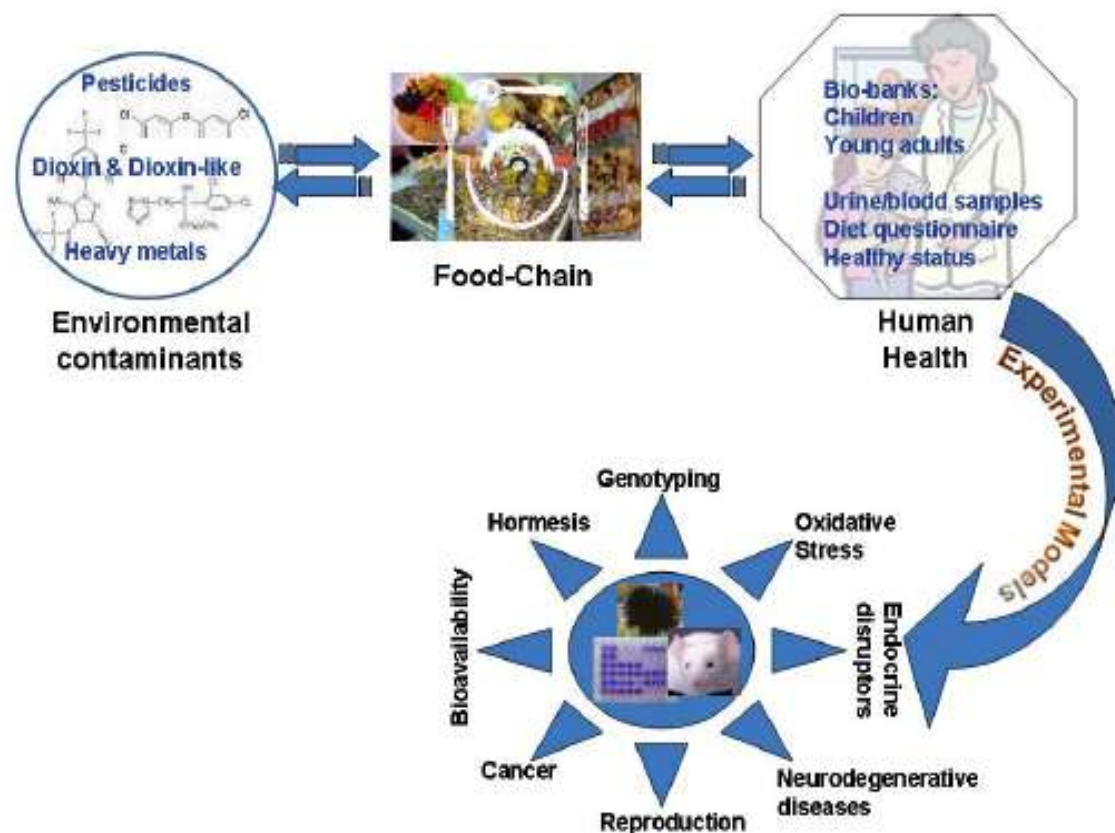 Pesticides
Dioxin & Dioxin-like
Heavy metals
Environmental
contaminants
Food-Chain
Bio-banks:
Children
Young adults
Urine/blodd samples
Diet questionnaire
Healthy status
Human
Health
Experimental Models
Genotyping
Hormesis
Oxidative
Stress
Bioavailability
Endocrine
disruptors
Cancer
Neurodegenerative
diseases
Reproduction